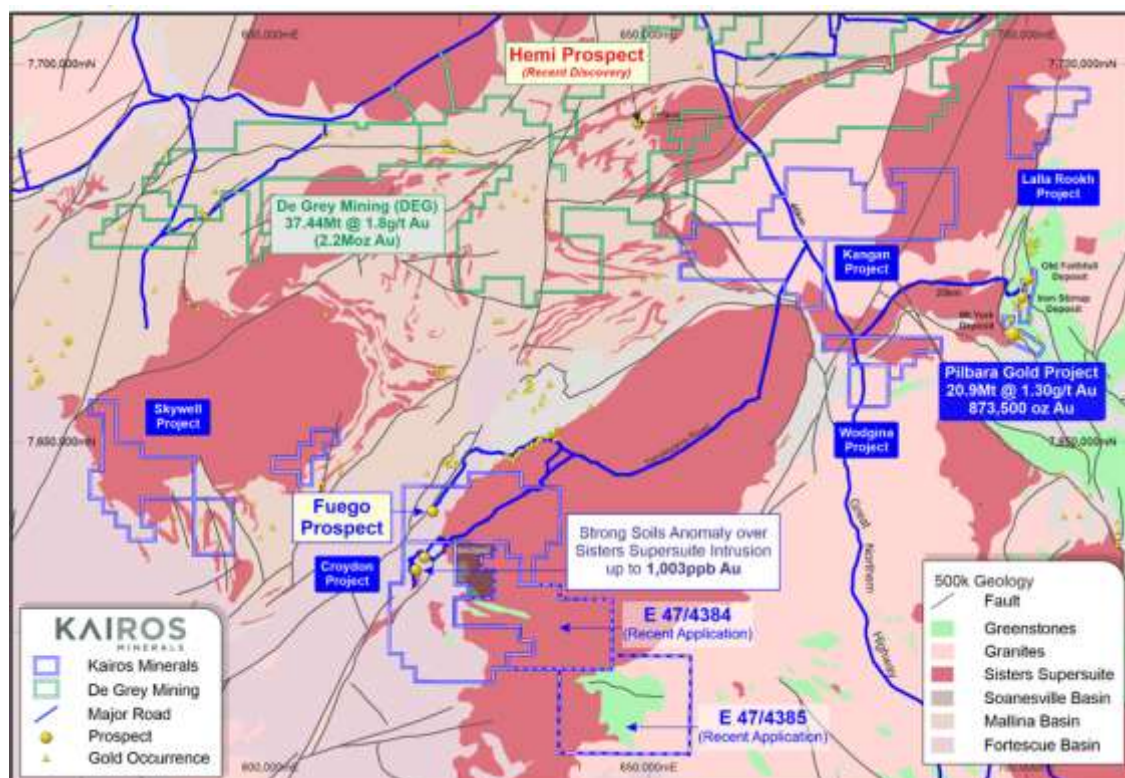 650,000mE
7,700,000mN
7,700,000mN
Hemi Prospect
(Recent Discovery)
De Grey Mining (DEG)
37.44Mt @ 1.8g/t Au
(2.2Moz Au)
Lalla Rookh
Project
Kangan
Project
Old Faithfull
Deposit
Iron Stirrup
Deposit
Mt York
Deposit
20km
Pilbara Gold Project
20.9Mt @ 1.30g/t Au
873,500 oz Au
Skywell
Project
7,650,000mN
7,650,000mN
Wodgina
Project
Fuego
Prospect
Strong Soils Anomaly over
Sisters Supersuite Intrusion
up to 1,003ppb Au
Croydon
Project
Great
Northern
Highway
E 47/4384
(Recent Application)
E 47/4385
(Recent Application)
600,000mE
650,000mE
KAIROS
MINERALS
Kairos Minerals
De Grey Mining
Major Road
Prospect
Gold Occurrence
500k Geology
Fault
Greenstones
Granites
Sisters Supersuite
Soanesville Basin
Mallina Basin
Fortescue Basin